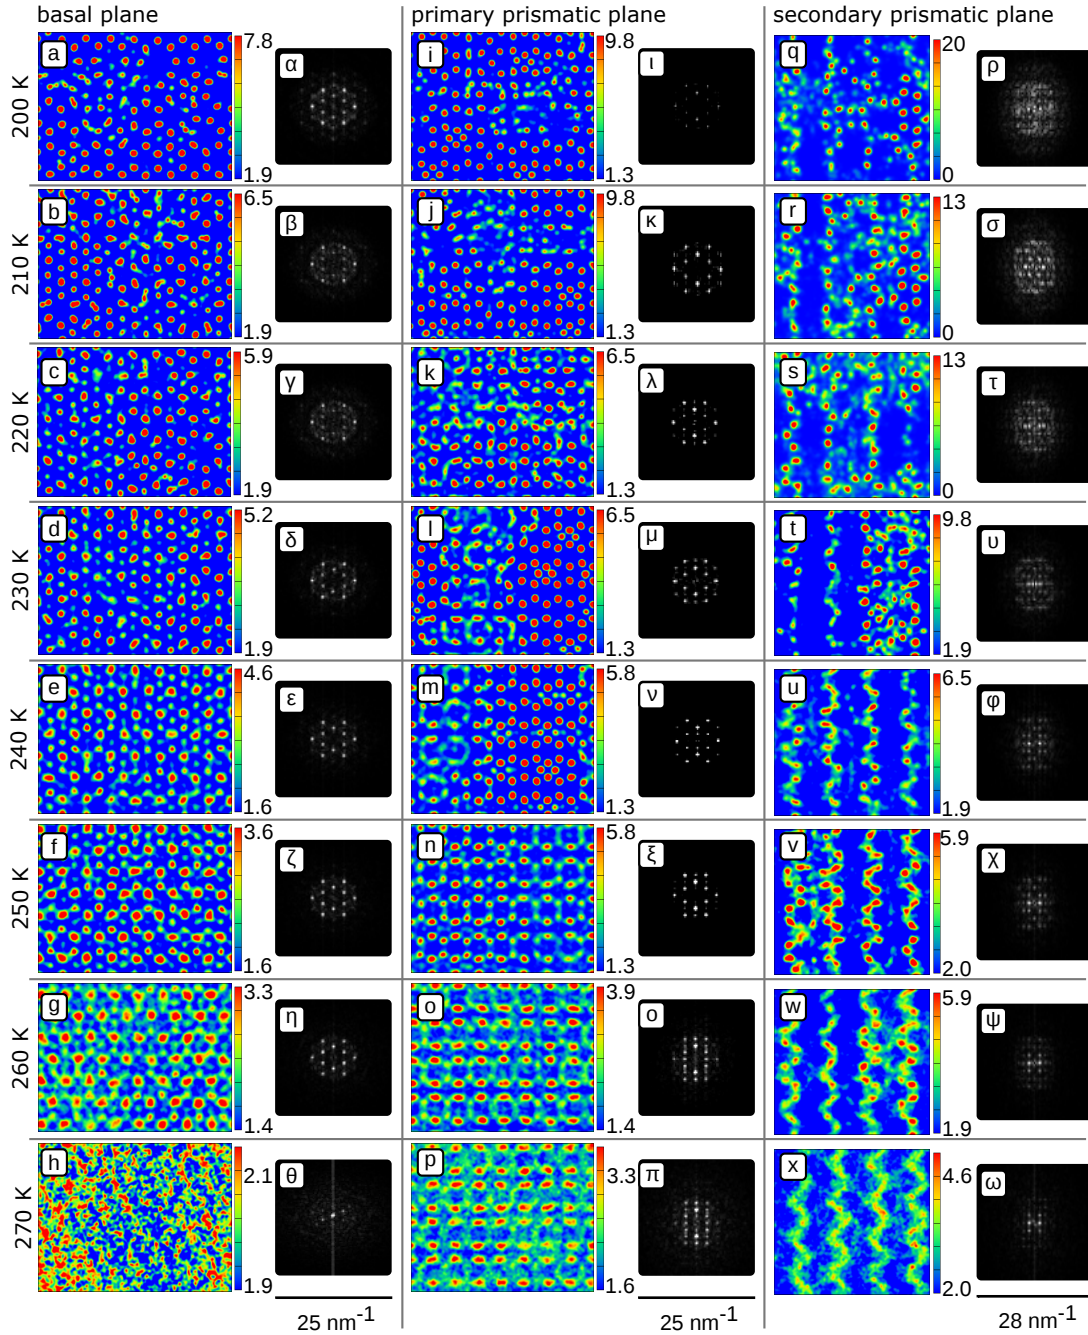 basal plane
primary prismatic plane
secondary prismatic plane
200 K
a
7.8
1.9
α
i
9.8
1.3
ι
q
20
0
ρ
210 K
b
6.5
1.9
β
j
9.8
1.3
κ
r
13
0
σ
220 K
c
5.9
1.9
γ
k
6.5
1.3
λ
s
13
0
τ
230 K
d
5.2
1.9
δ
l
6.5
1.3
μ
t
9.8
1.9
υ
240 K
e
4.6
1.6
ε
m
5.8
1.3
ν
u
6.5
1.9
φ
250 K
f
3.6
1.6
ζ
n
5.8
1.3
ξ
v
5.9
2.0
χ
260 K
g
3.3
1.4
η
o
3.9
1.4
ο
w
5.9
1.9
ψ
270 K
h
2.1
1.9
θ
p
3.3
1.6
π
x
4.6
2.0
ω
25 nm⁻¹
25 nm⁻¹
28 nm⁻¹